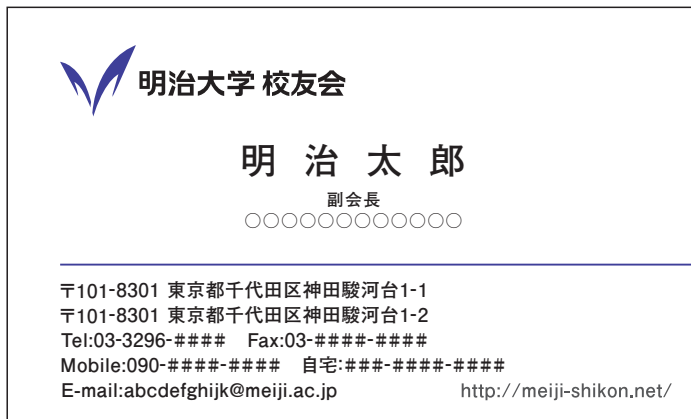 明治大学 校友会
明 治 太 郎
副会長
○○○○○○○○○○○○
〒101-8301 東京都千代田区神田駿河台1-1
〒101-8301 東京都千代田区神田駿河台1-2
Tel:03-3296-#### Fax:03-####-####
Mobile:090-####-#### 自宅:###-####-####
E-mail:abcdefghijk@meiji.ac.jp http://meiji-shikon.net/